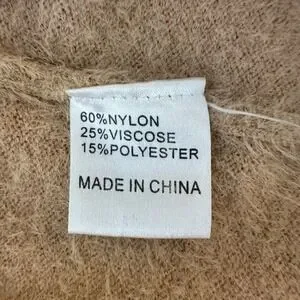 60%NYLON
25%VISCOSE
15%POLYESTER
MADE IN CHINA